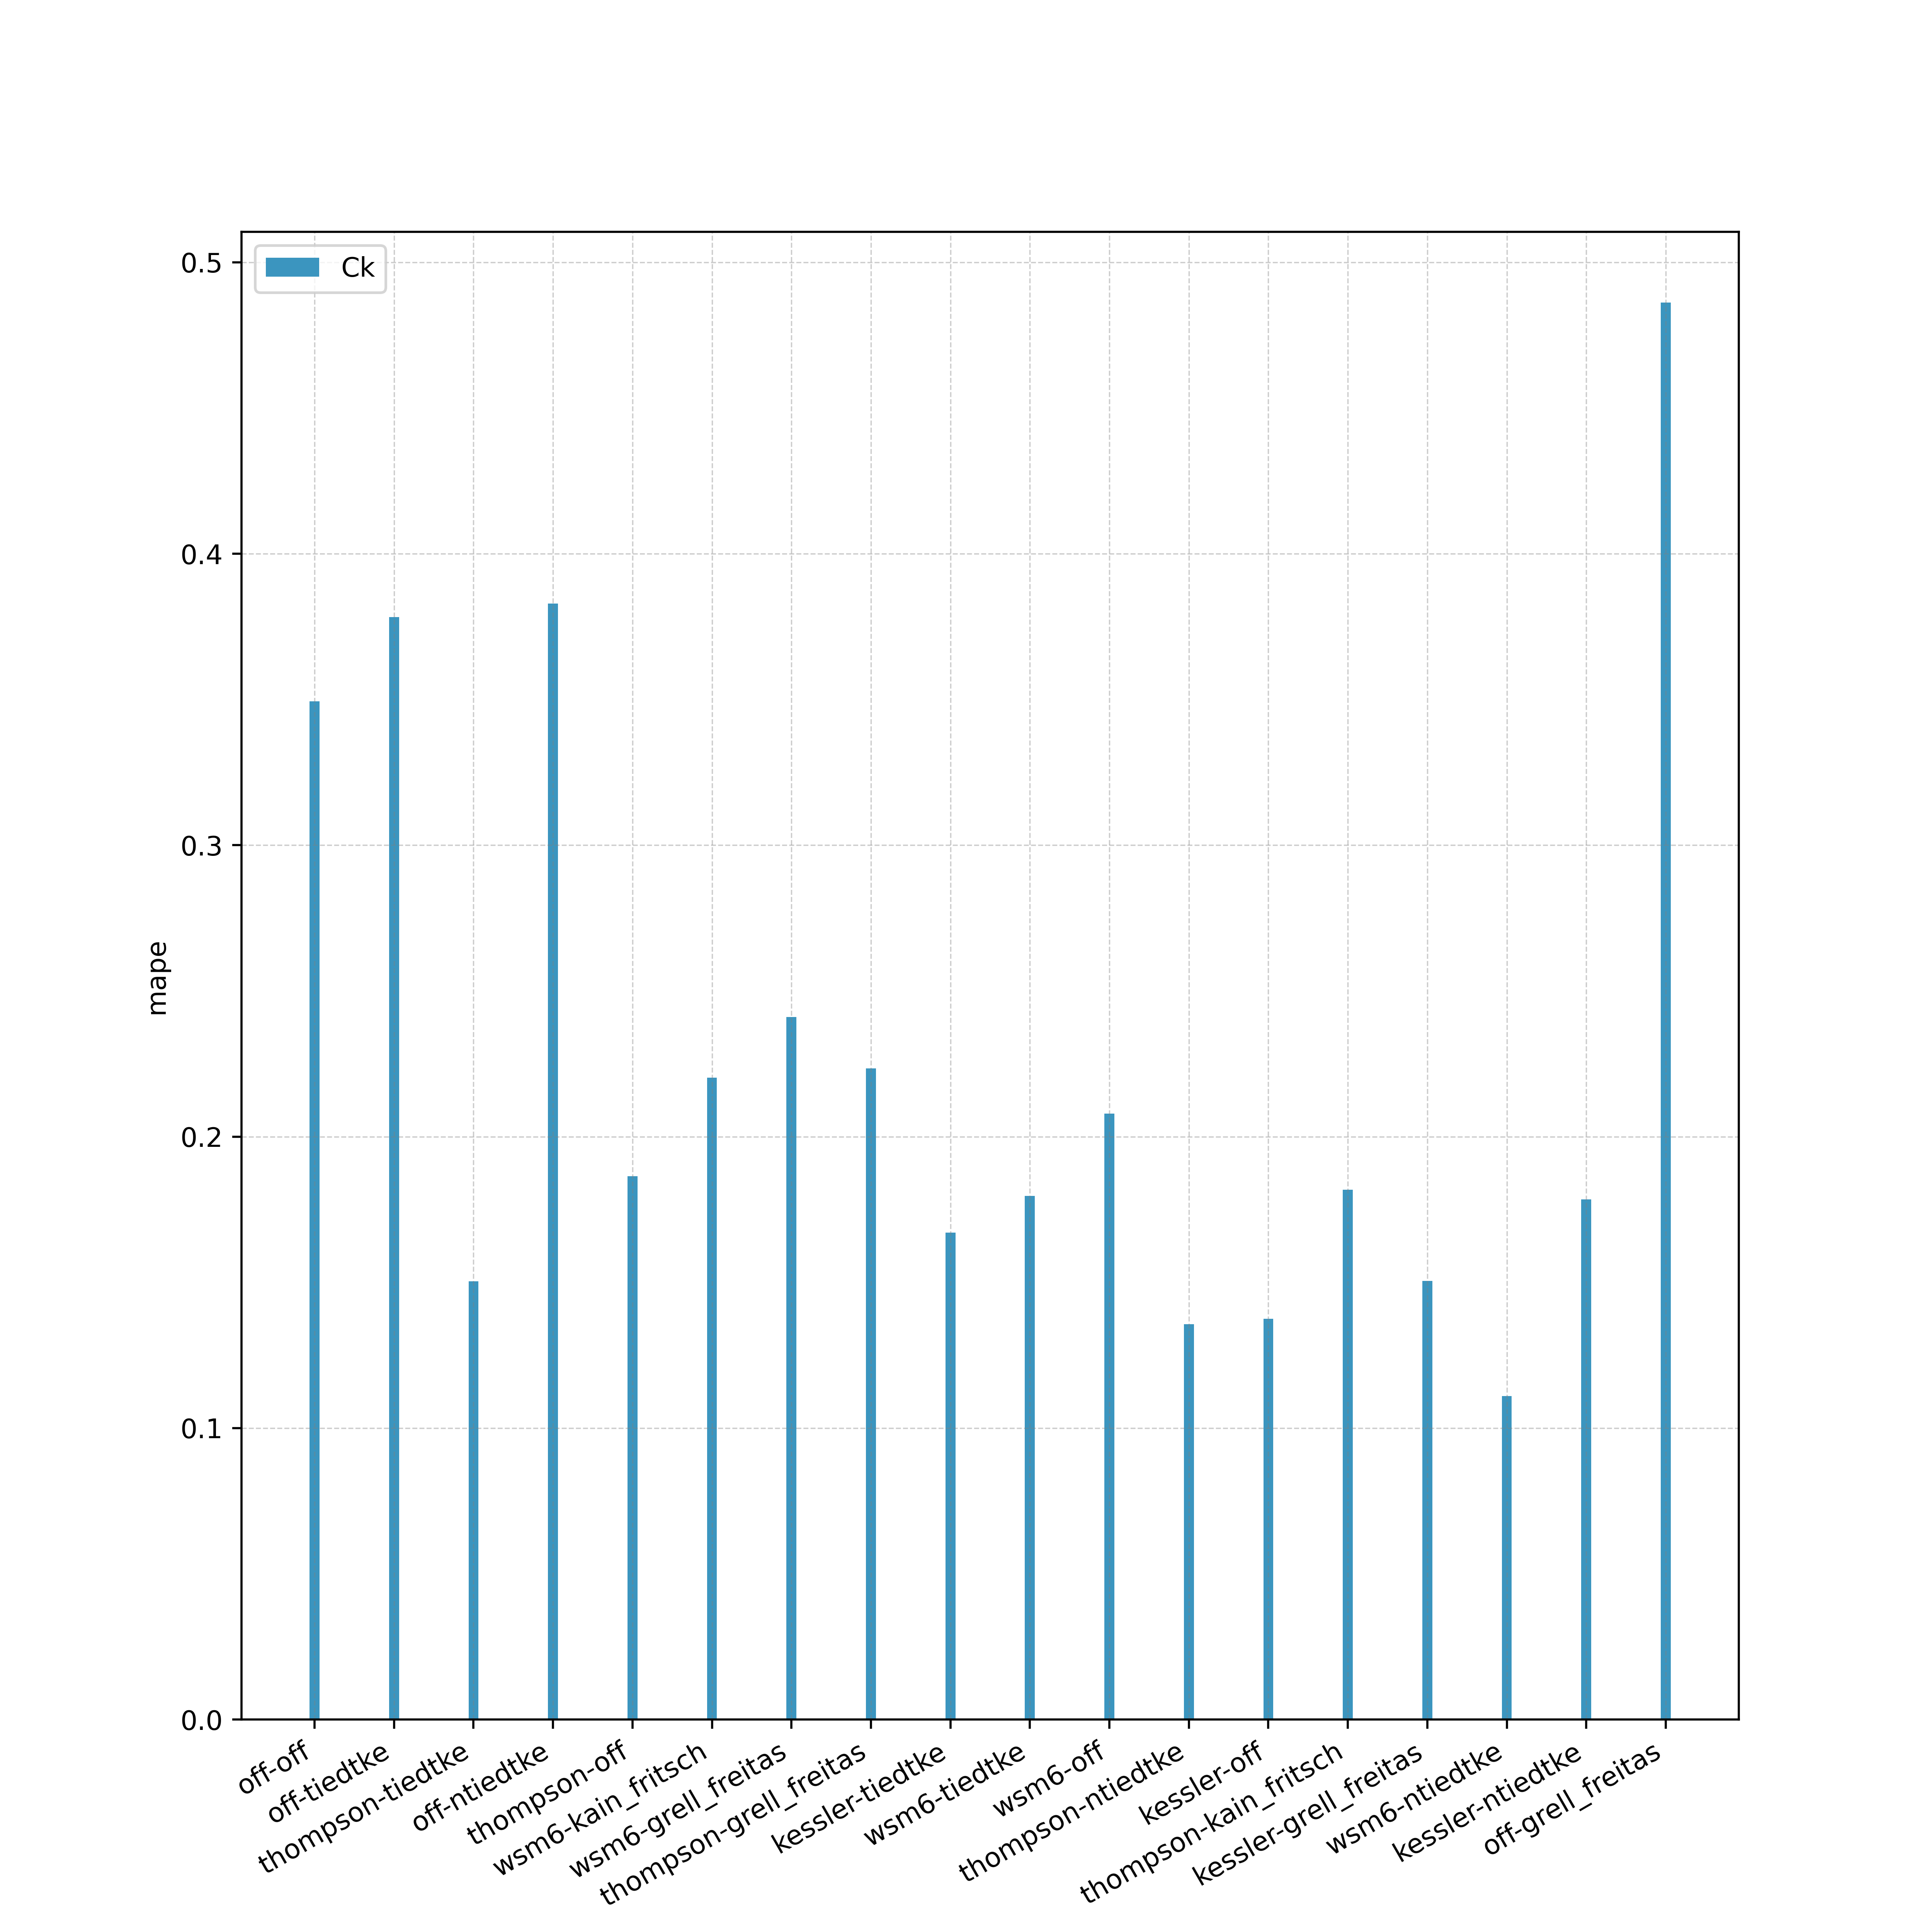 Ck
mape
0.5
0.4
0.3
0.2
0.1
0.0
off-off
off-tiedtke
thompson-tiedtke
off-ntiedtke
thompson-off
wsm6-kain_fritsch
wsm6-grell_freitas
thompson-grell_freitas
kessler-tiedtke
wsm6-tiedtke
wsm6-off
thompson-ntiedtke
kessler-off
thompson-kain_fritsch
kessler-grell_freitas
wsm6-ntiedtke
kessler-ntiedtke
off-grell_freitas